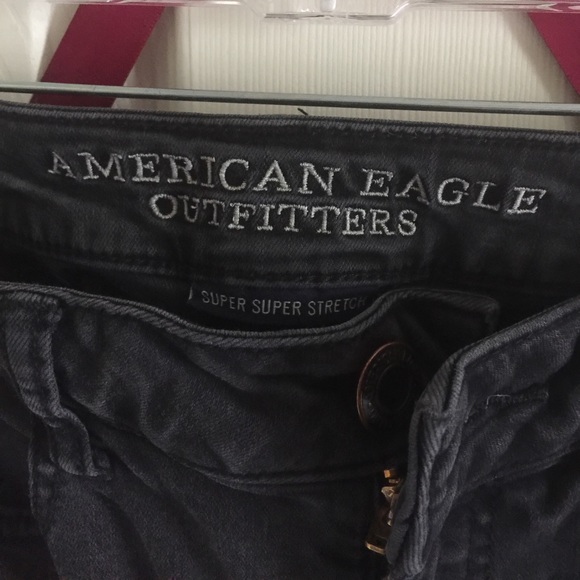 AMERICAN EAGLE
OUTFITTERS
SUPER SUPER STRETCH